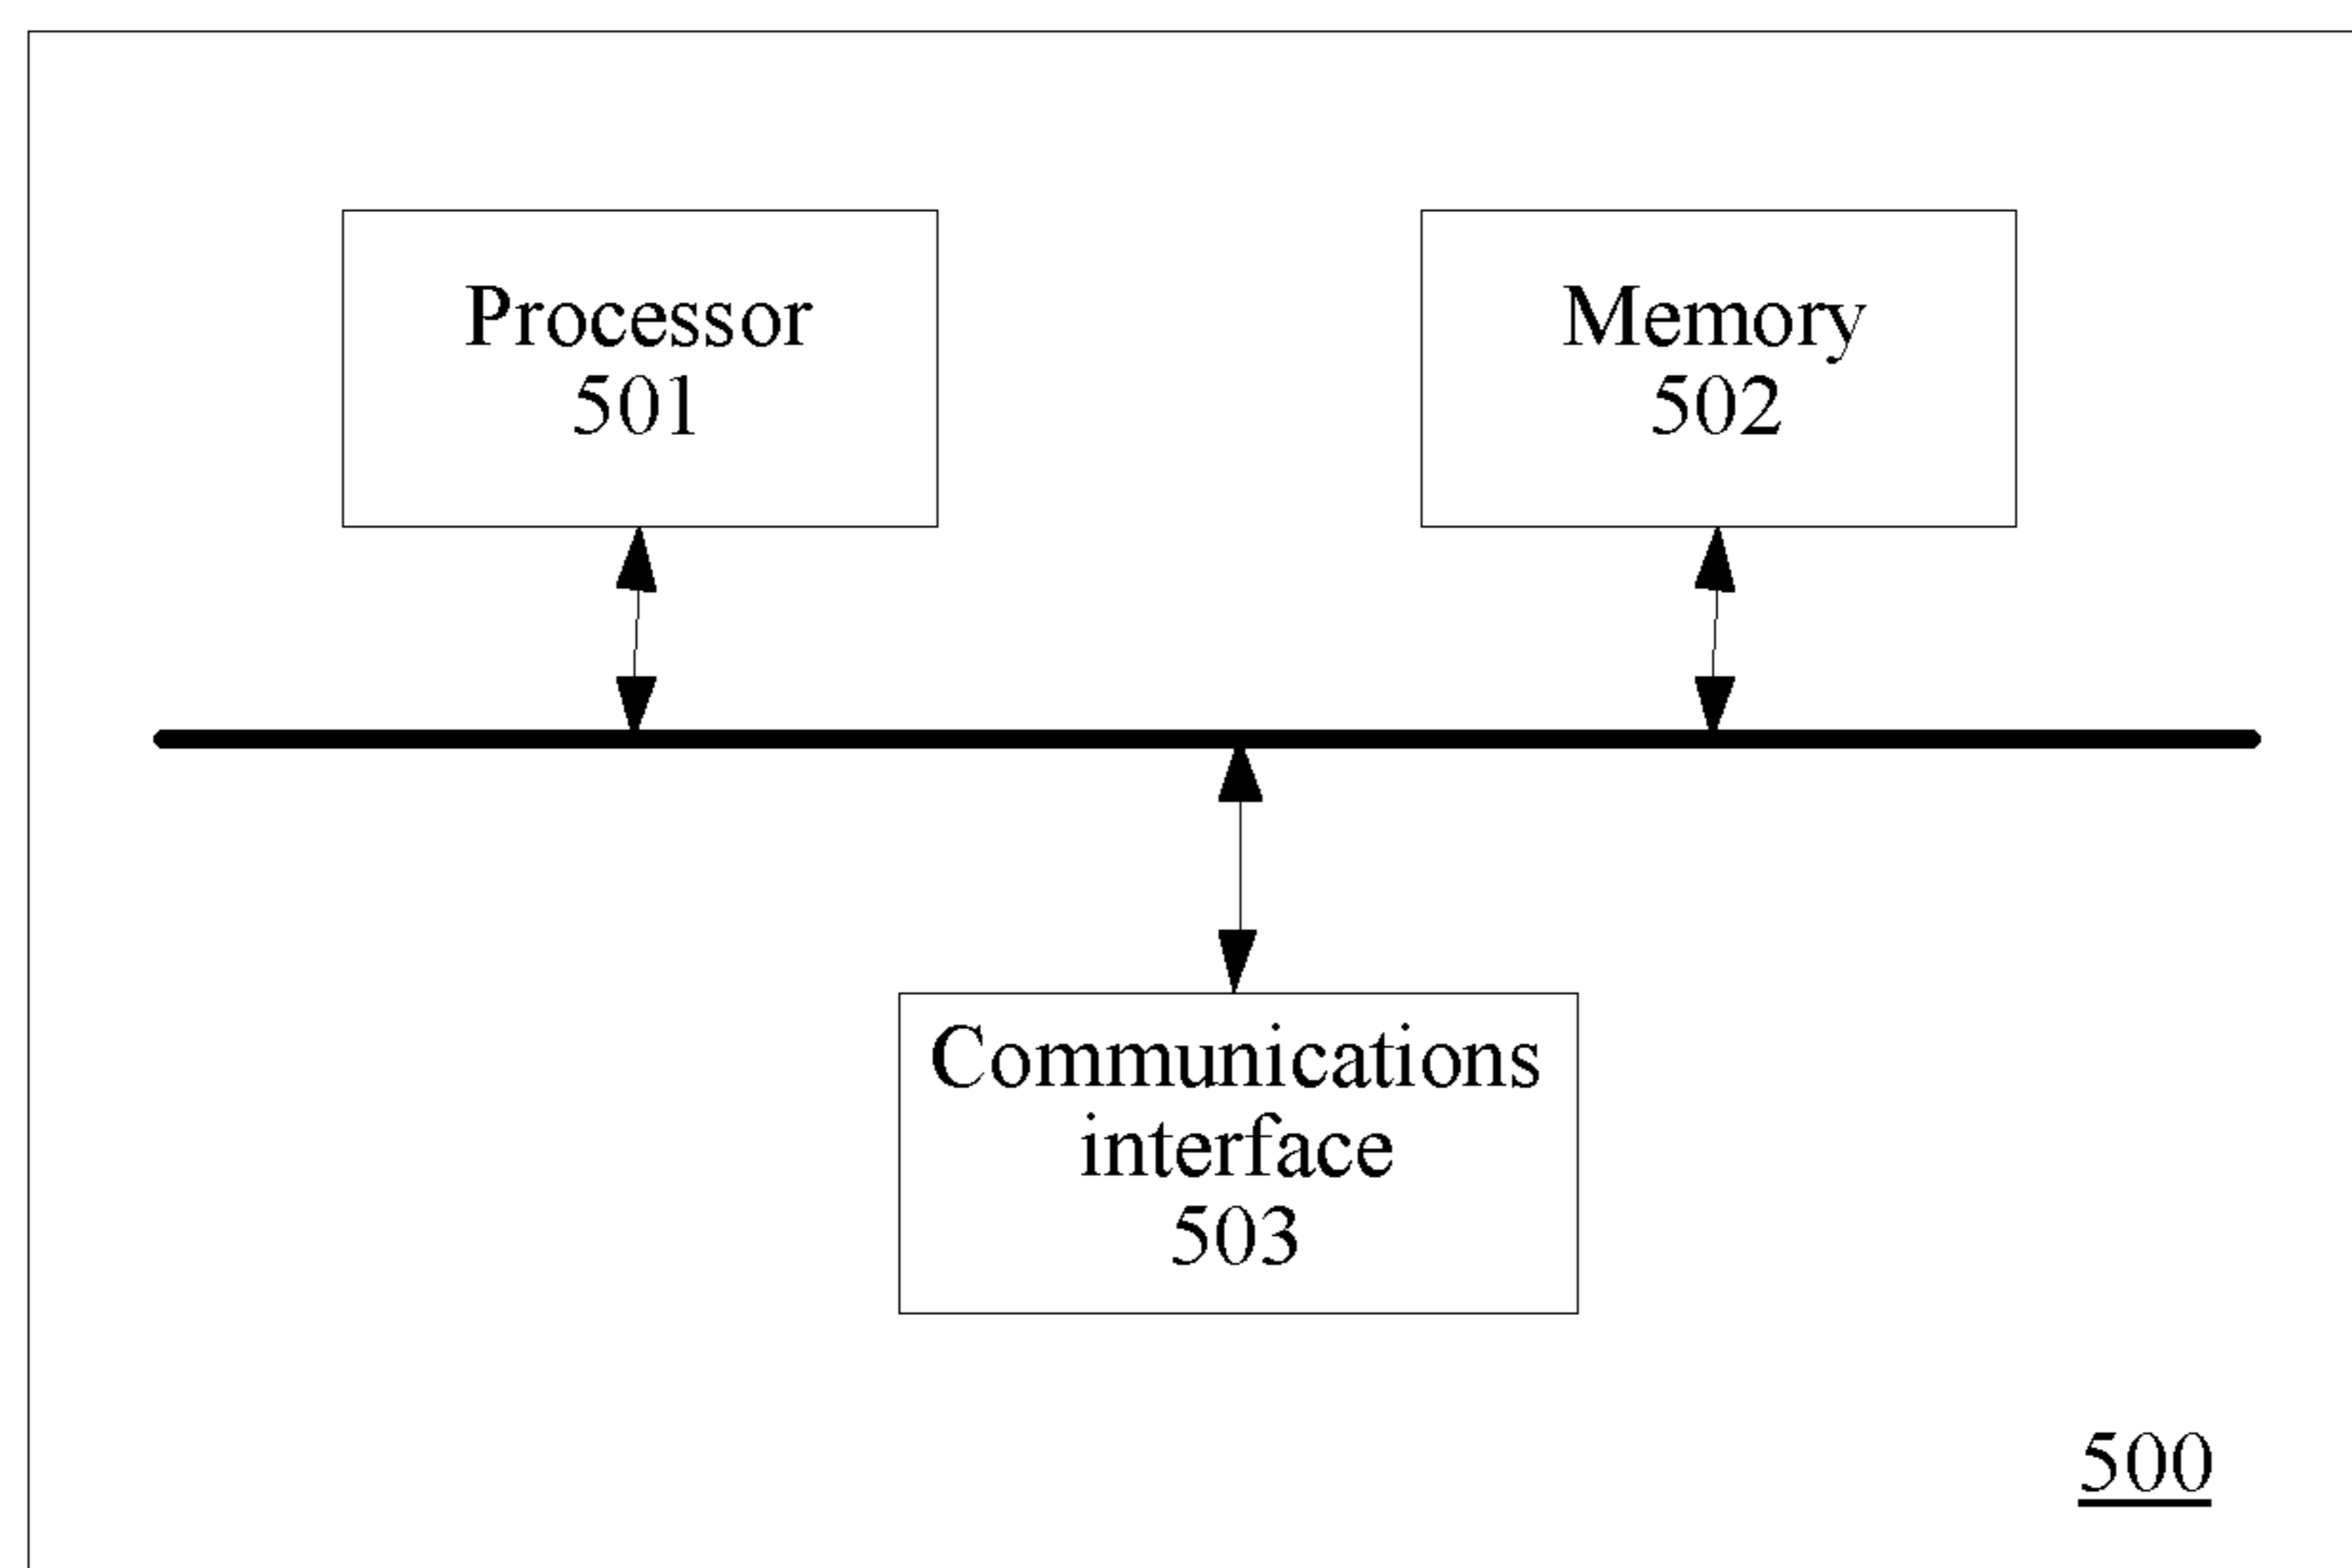 Processor
501
Memory
502
Communications
interface
503
500